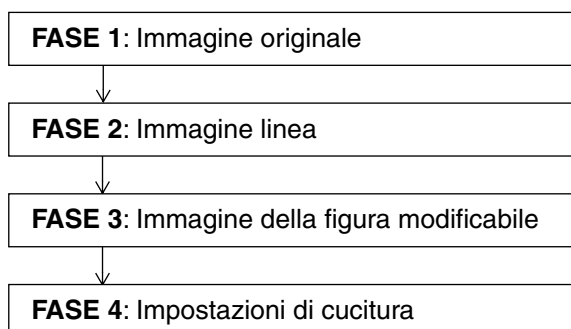 FASE 1: Immagine originale
FASE 2: Immagine linea
FASE 3: Immagine della figura modificabile
FASE 4: Impostazioni di cucitura